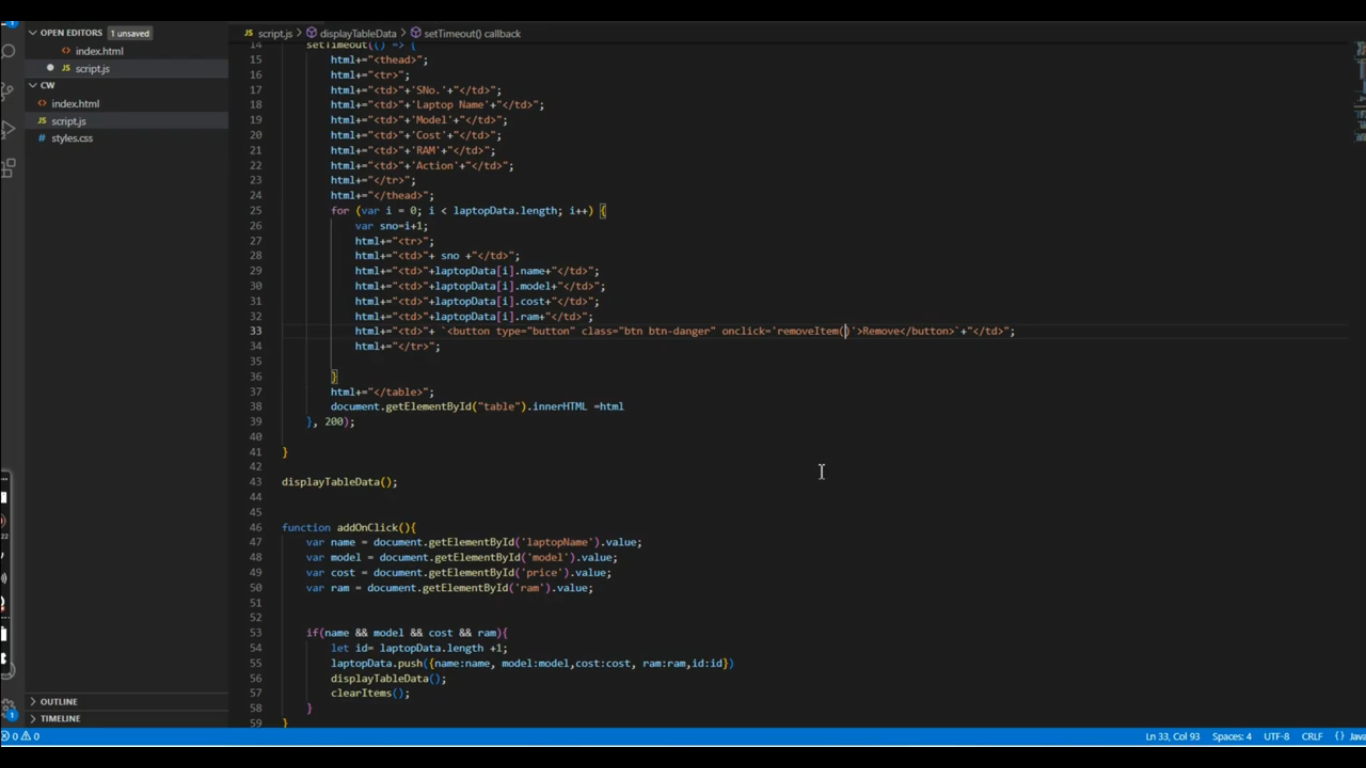 OPEN EDITORS 1 unsaved
index.html
JS script.js
CW
index.html
JS script.js
# styles.css
OUTLINE
TIMELINE
JS script.js > displayTableData > setTimeout() callback
14 setTimeout(() => {
15 html+="<thead>";
16 html+="<tr>";
17 html+="<td>"+'SNo.'+"</td>";
18 html+="<td>"+'Laptop Name'+"</td>";
19 html+="<td>"+'Model'+"</td>";
20 html+="<td>"+'Cost'+"</td>";
21 html+="<td>"+'RAM'+"</td>";
22 html+="<td>"+'Action'+"</td>";
23 html+="</tr>";
24 html+="</thead>";
25 for (var i = 0; i < laptopData.length; i++) {
26 var sno=i+1;
27 html+="<tr>";
28 html+="<td>"+ sno +"</td>";
29 html+="<td>"+laptopData[i].name+"</td>";
30 html+="<td>"+laptopData[i].model+"</td>";
31 html+="<td>"+laptopData[i].cost+"</td>";
32 html+="<td>"+laptopData[i].ram+"</td>";
33 html+="<td>"+ `<button type="button" class="btn btn-danger" onclick='removeItem()'>Remove</button>`+"</td>";
34 html+="</tr>";
35
36 }
37 html+="</table>";
38 document.getElementById("table").innerHTML =html
39 }, 200);
40
41 }
42
43 displayTableData();
44
45
46 function addOnClick(){
47 var name = document.getElementById('laptopName').value;
48 var model = document.getElementById('model').value;
49 var cost = document.getElementById('price').value;
50 var ram = document.getElementById('ram').value;
51
52
53 if(name && model && cost && ram){
54 let id= laptopData.length +1;
55 laptopData.push({name:name, model:model,cost:cost, ram:ram,id:id})
56 displayTableData();
57 clearItems();
58 }
59 }
0 0
Ln 33, Col 93 Spaces: 4 UTF-8 CRLF {} Java